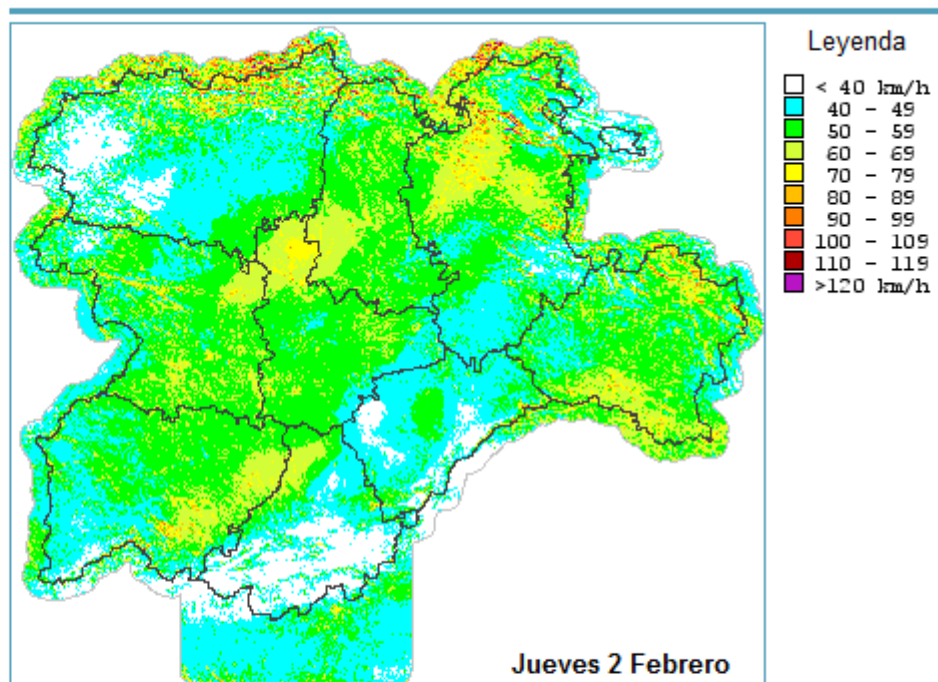 Leyenda
< 40 km/h
40 - 49
50 - 59
60 - 69
70 - 79
80 - 89
90 - 99
100 - 109
110 - 119
>120 km/h
Jueves 2 Febrero